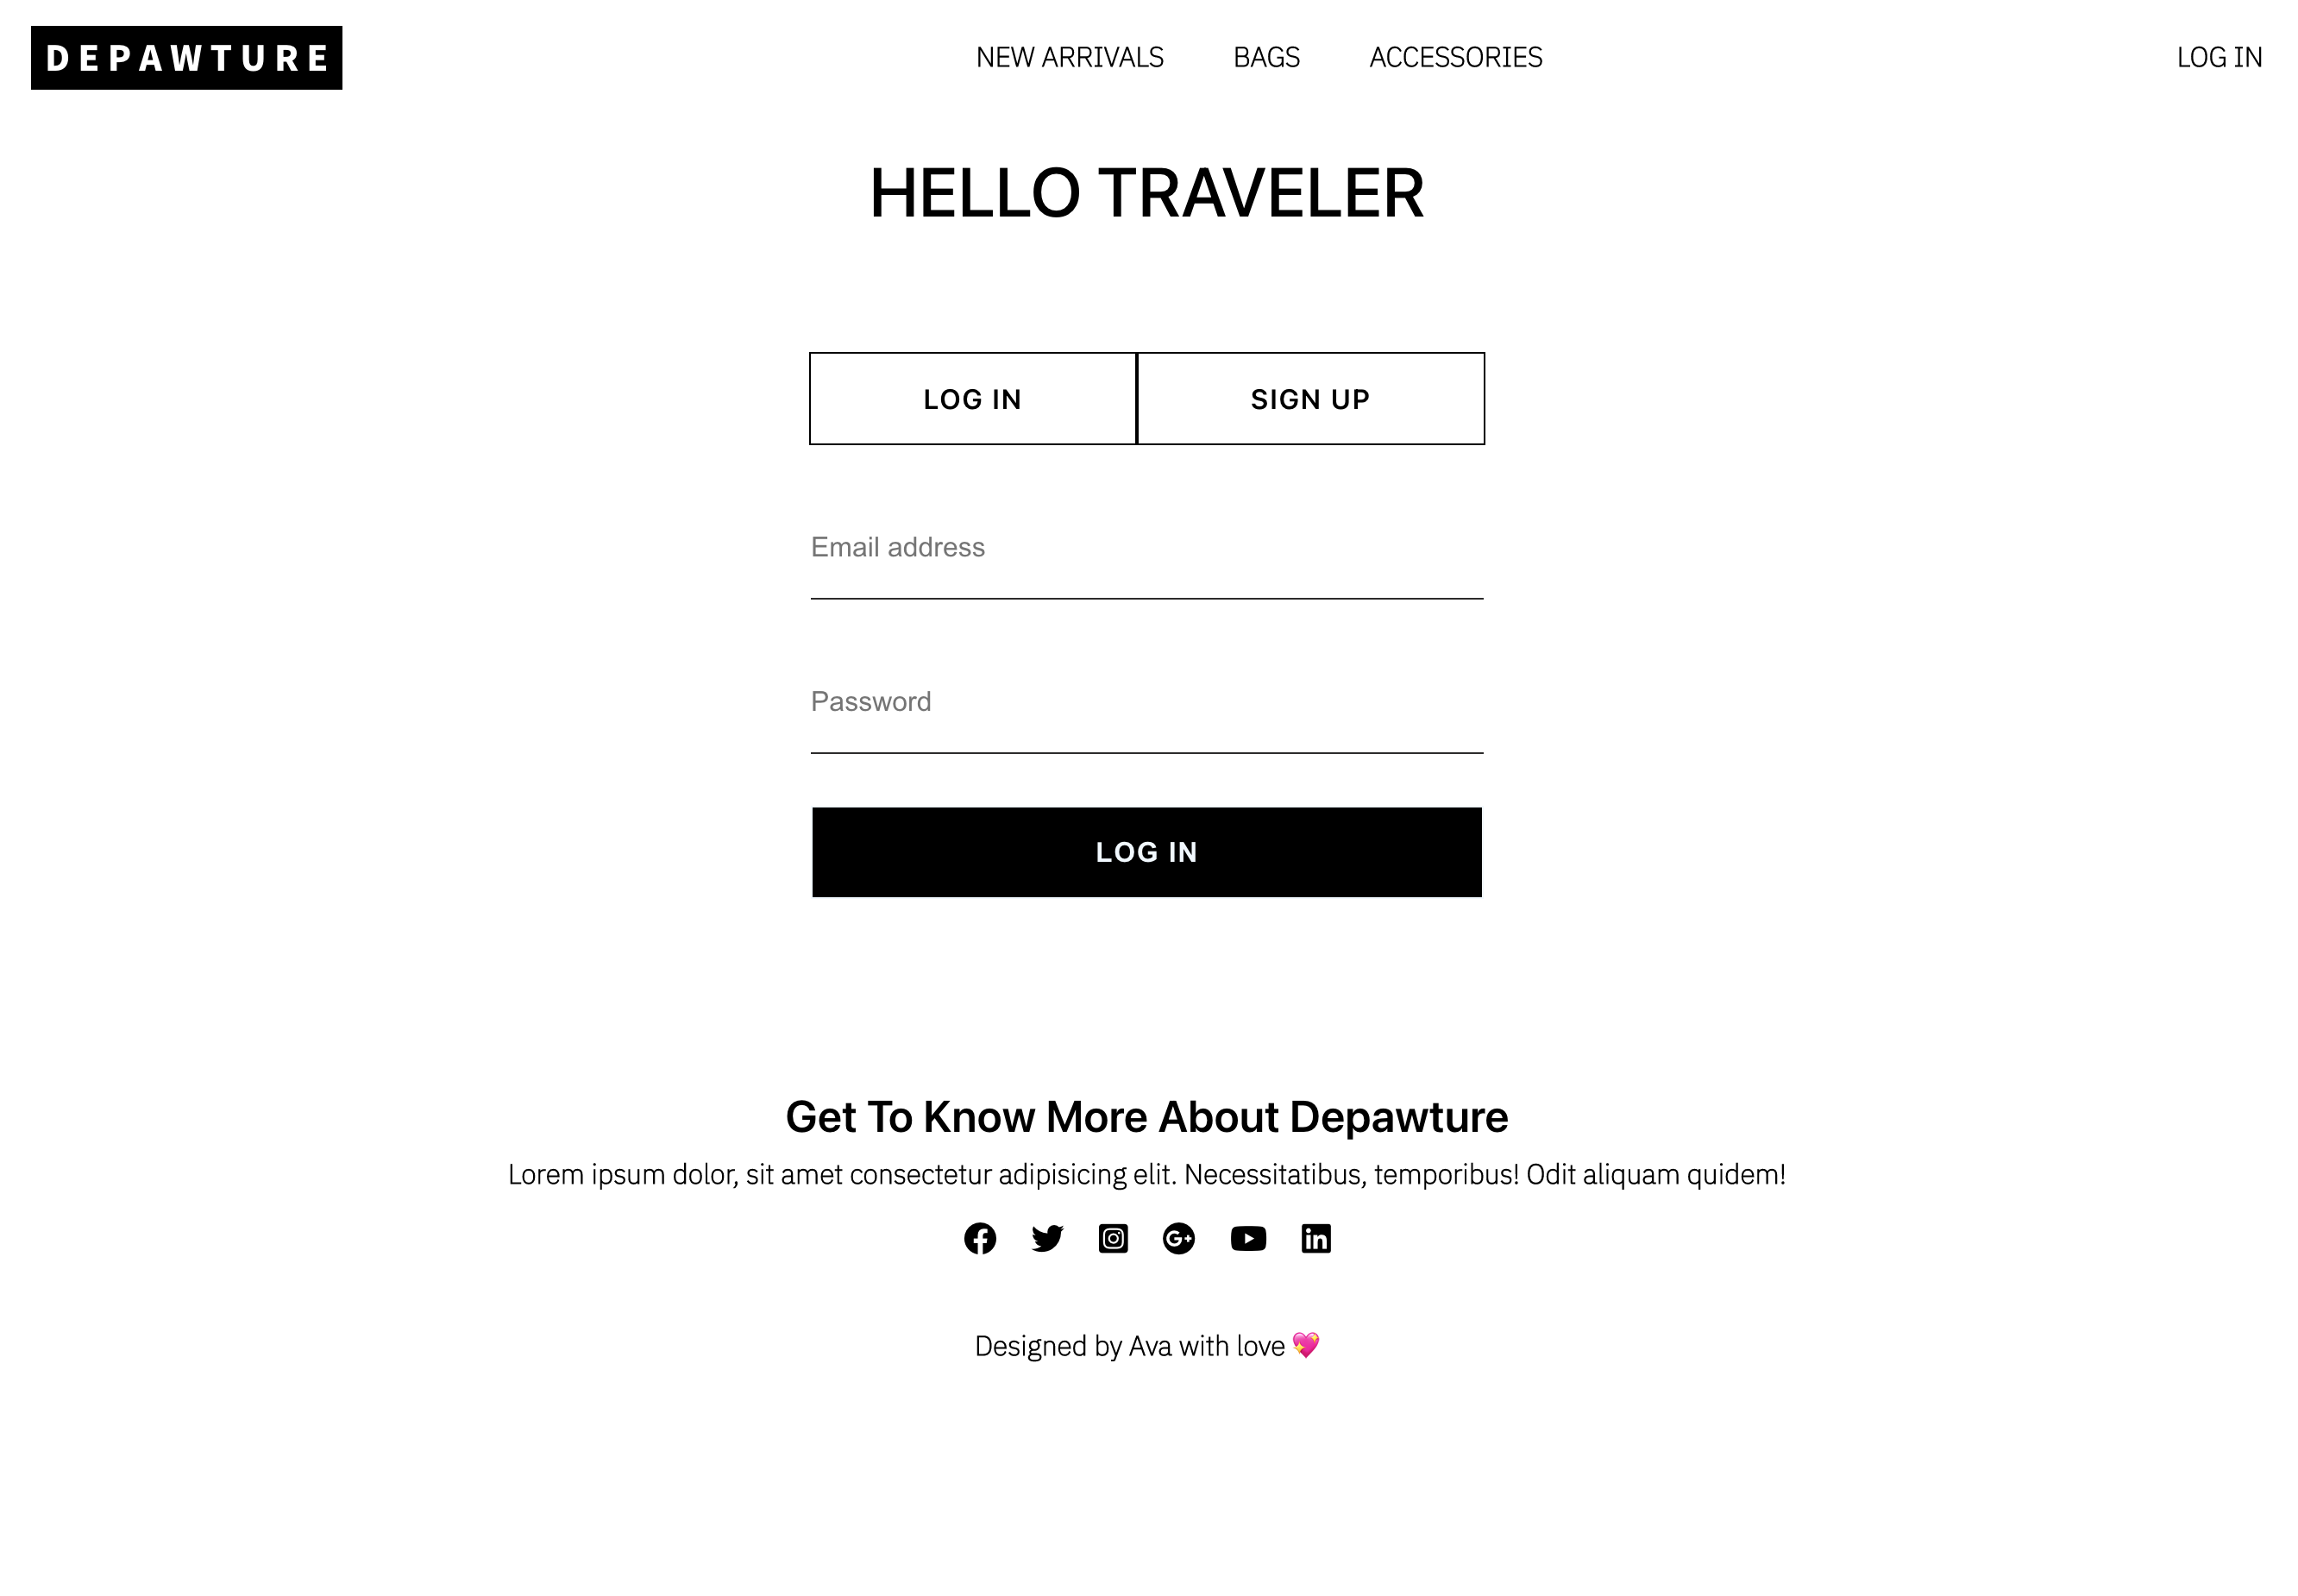 DEPAWTURE
NEW ARRIVALS BAGS ACCESSORIES
LOG IN
HELLO TRAVELER
LOG IN SIGN UP
Email address
Password
LOG IN
Get To Know More About Depawture
Lorem ipsum dolor, sit amet consectetur adipisicing elit. Necessitatibus, temporibus! Odit aliquam quidem!
Designed by Ava with love 💖